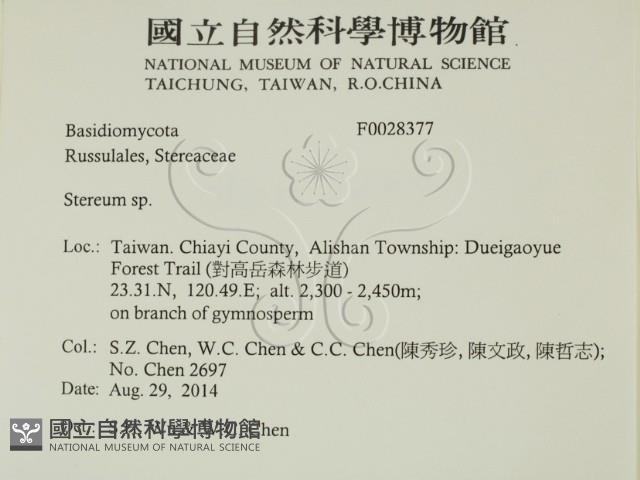 國立自然科學博物館
NATIONAL MUSEUM OF NATURAL SCIENCE
TAICHUNG, TAIWAN, R.O.CHINA
Basidiomycota F0028377
Russulales, Stereaceae
Stereum sp.
Loc.: Taiwan. Chiayi County, Alishan Township: Dueigaoyue
Forest Trail (對高岳森林步道)
23.31.N, 120.49.E; alt. 2,300 - 2,450m;
on branch of gymnosperm
Col.: S.Z. Chen, W.C. Chen & C.C. Chen(陳秀珍, 陳文政, 陳哲志);
No. Chen 2697
Date: Aug. 29, 2014
Chen
國立自然科學博物館
NATIONAL MUSEUM OF NATURAL SCIENCE